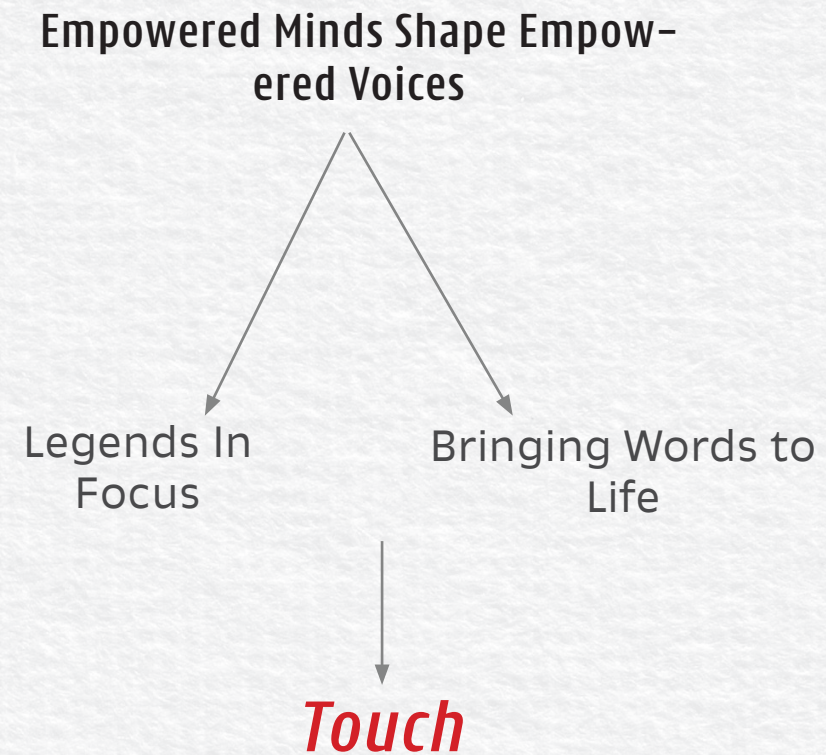 Empowered Minds Shape Empow-
ered Voices
Legends In
Focus
Bringing Words to
Life
Touch